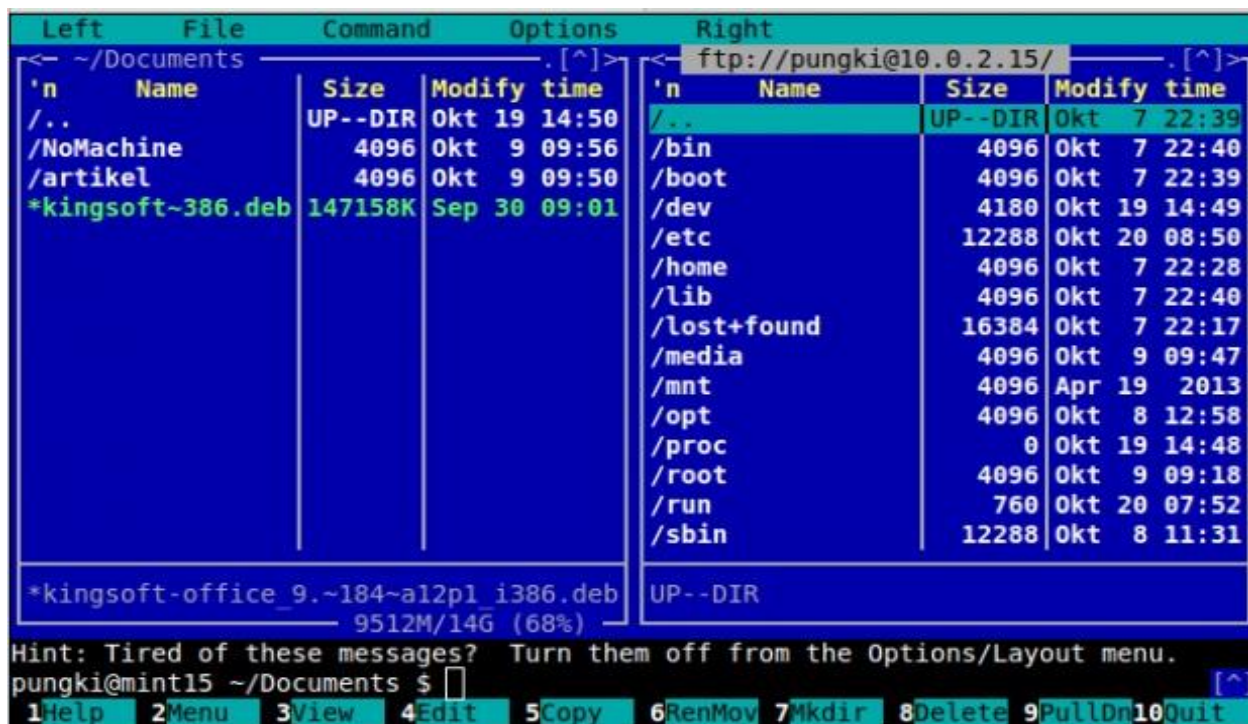 Left File Command Options Right
<— ~/Documents .[^]> <— ftp://pungki@10.0.2.15/ .[^]>
'n Name Size Modify time 'n Name Size Modify time
/.. UP--DIR Okt 19 14:50 /.. UP--DIR Okt 7 22:39
/NoMachine 4096 Okt 9 09:56 /bin 4096 Okt 7 22:40
/artikel 4096 Okt 9 09:50 /boot 4096 Okt 7 22:39
*kingsoft~386.deb 147158K Sep 30 09:01 /dev 4180 Okt 19 14:49
/etc 12288 Okt 20 08:50
/home 4096 Okt 7 22:28
/lib 4096 Okt 7 22:40
/lost+found 16384 Okt 7 22:17
/media 4096 Okt 9 09:47
/mnt 4096 Apr 19 2013
/opt 4096 Okt 8 12:58
/proc 0 Okt 19 14:48
/root 4096 Okt 9 09:18
/run 760 Okt 20 07:52
/sbin 12288 Okt 8 11:31
*kingsoft-office_9.~184~a12p1_i386.deb UP--DIR
9512M/14G (68%)
Hint: Tired of these messages? Turn them off from the Options/Layout menu.
pungki@mint15 ~/Documents $ [^]
1Help 2Menu 3View 4Edit 5Copy 6RenMov 7Mkdir 8Delete 9PullDn 10Quit